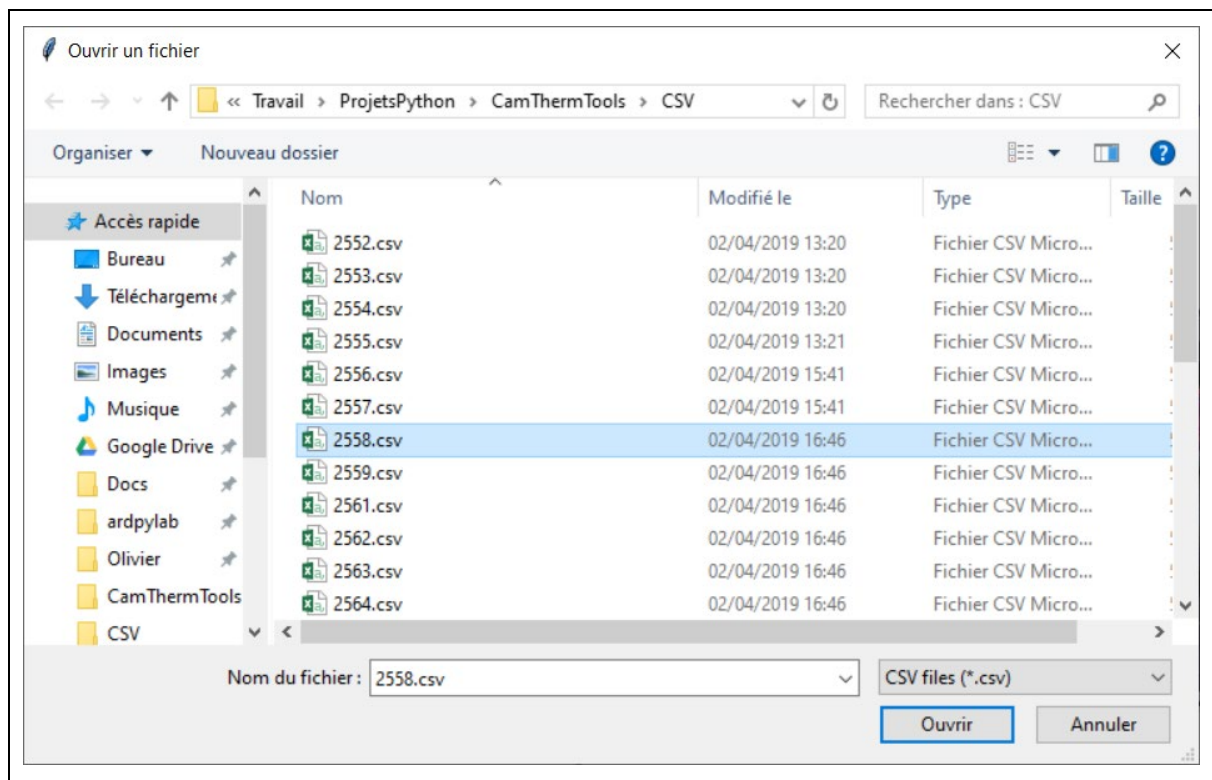 Ouvrir un fichier
« Travail › ProjetsPython › CamThermTools › CSV
Rechercher dans : CSV
Organiser
Nouveau dossier
Nom
Modifié le
Type
Taille
Accès rapide
Bureau
Documents
Images
Musique
Google Drive
Docs
ardpylab
Olivier
CamThermTools
CSV
2552.csv 02/04/2019 13:20 Fichier CSV Micro...
2553.csv 02/04/2019 13:20 Fichier CSV Micro...
2554.csv 02/04/2019 13:20 Fichier CSV Micro...
2555.csv 02/04/2019 13:21 Fichier CSV Micro...
2556.csv 02/04/2019 15:41 Fichier CSV Micro...
2557.csv 02/04/2019 15:41 Fichier CSV Micro...
2558.csv 02/04/2019 16:46 Fichier CSV Micro...
2559.csv 02/04/2019 16:46 Fichier CSV Micro...
2561.csv 02/04/2019 16:46 Fichier CSV Micro...
2562.csv 02/04/2019 16:46 Fichier CSV Micro...
2563.csv 02/04/2019 16:46 Fichier CSV Micro...
2564.csv 02/04/2019 16:46 Fichier CSV Micro...
Nom du fichier : 2558.csv
CSV files (*.csv)
Ouvrir
Annuler